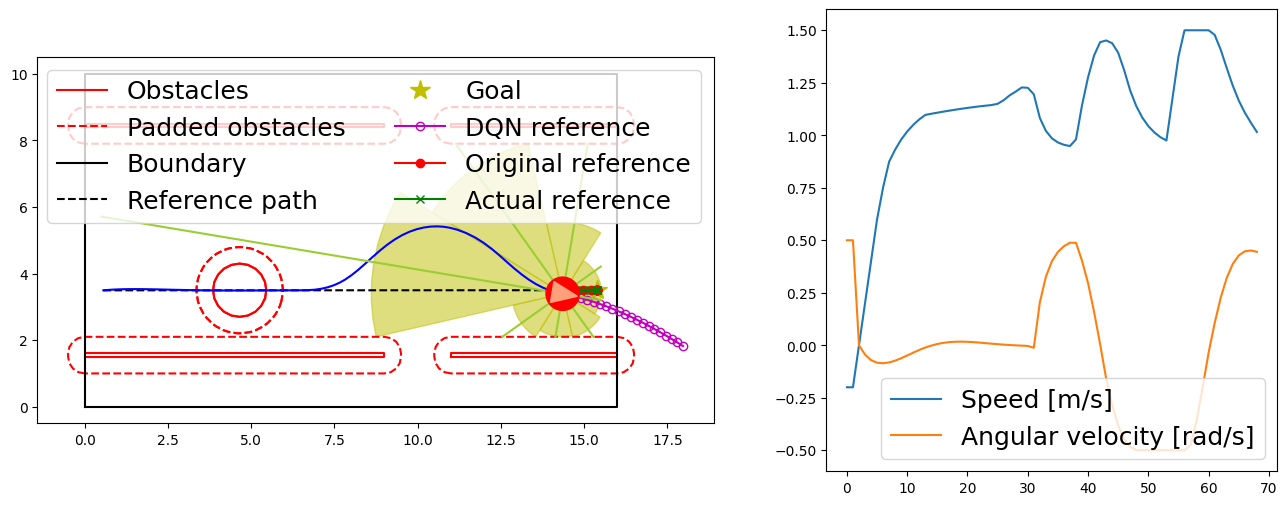 10
8
6
4
2
0
0.0 2.5 5.0 7.5 10.0 12.5 15.0 17.5
Obstacles
Padded obstacles
Boundary
Reference path
Goal
DQN reference
Original reference
Actual reference
1.50
1.25
1.00
0.75
0.50
0.25
0.00
−0.25
−0.50
0 10 20 30 40 50 60 70
Speed [m/s]
Angular velocity [rad/s]